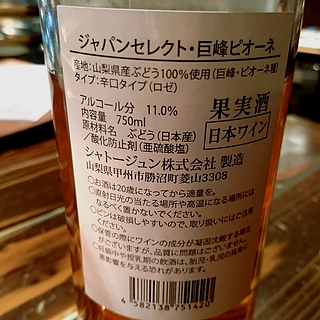 ジャパンセレクト・巨峰ピオーネ
産地:山梨県産ぶどう100%使用(巨峰・ピオーネ種)
タイプ:辛口タイプ(ロゼ)
アルコール分 11.0%
内容量 750ml
果実酒
原材料名 ぶどう(日本産)
/酸化防止剤(亜硫酸塩)
日本ワイン
シャトージュン株式会社 製造
山梨県甲州市勝沼町菱山3308
○お酒は20歳になってから適量を。
○直射日光の当たる場所や高温になる場所には
なるべく置かないでください。
○ビンは破損しやすいので、取り扱いにはご注意
ください。
○保管の際にワインの成分が凝固沈殿する場合
がございますが、品質に問題はございません。
○妊娠中や授乳期の飲酒は、胎児・乳児の発育に
悪影響を与える恐れがあります。
4 582138 751420